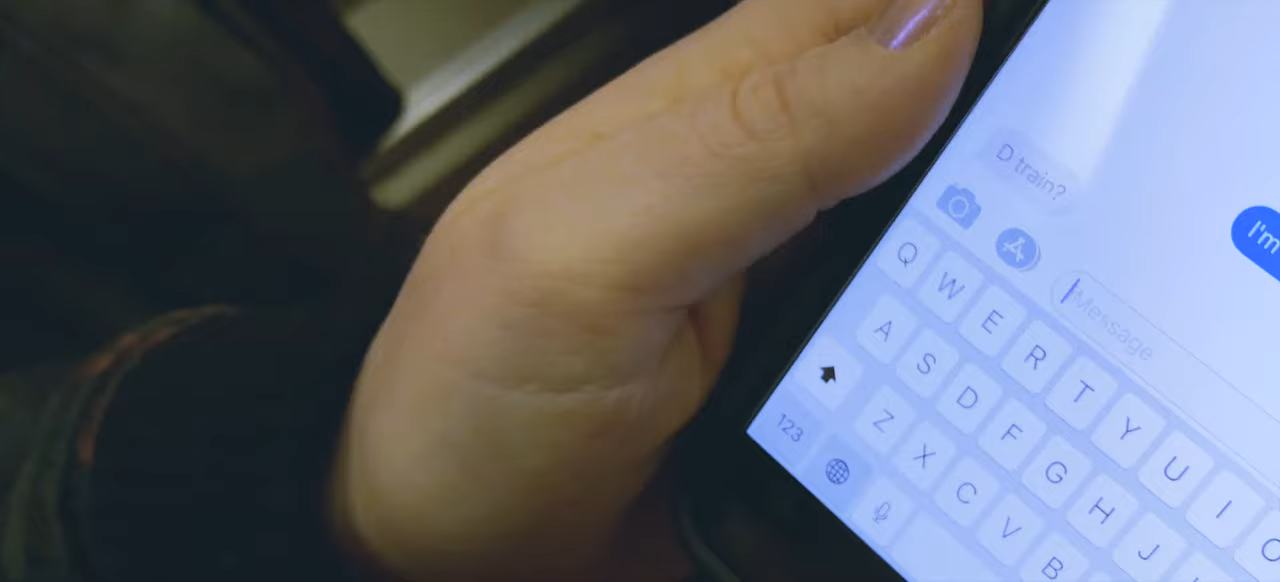 D train?
I'm
Message
Q W E R T Y U I O
A S D F G H J
Z X C V B
123